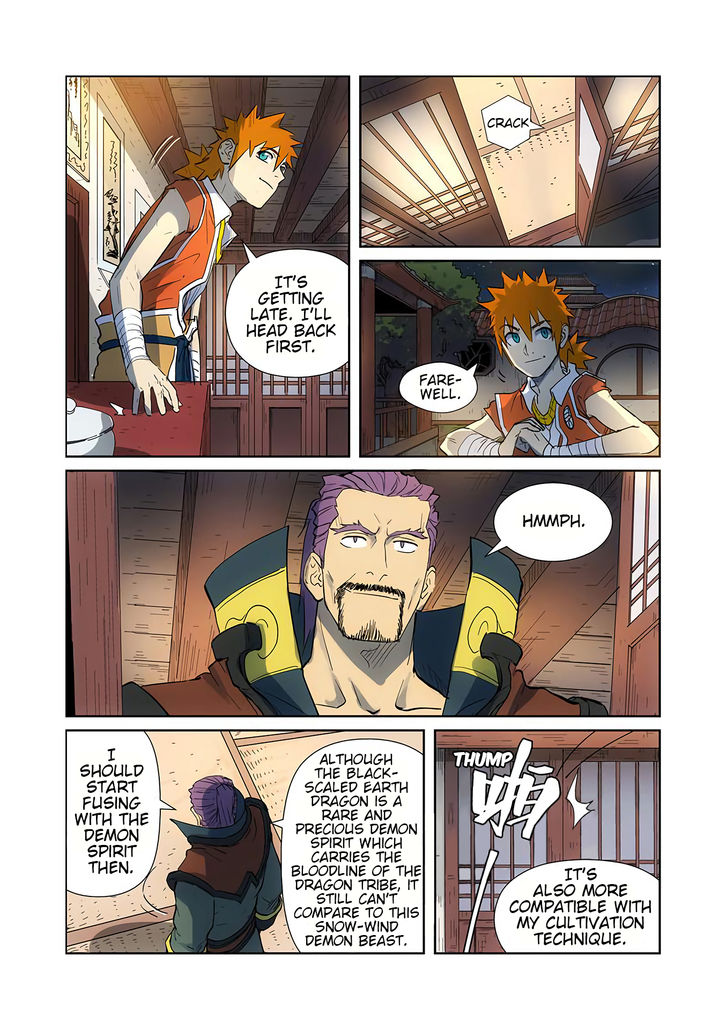 IT'S
GETTING
LATE. I'LL
HEAD BACK
FIRST.
CRACK
FARE-
WELL.
HMMPH.
I
SHOULD
START
FUSING
WITH THE
DEMON
SPIRIT
THEN.
ALTHOUGH
THE BLACK-
SCALED EARTH
DRAGON IS A
RARE AND
PRECIOUS DEMON
SPIRIT WHICH
CARRIES THE
BLOODLINE OF THE
DRAGON TRIBE, IT
STILL CAN'T
COMPARE TO THIS
SNOW-WIND
DEMON BEAST.
THUMP
啪
IT'S
ALSO MORE
COMPATIBLE WITH
MY CULTIVATION
TECHNIQUE.